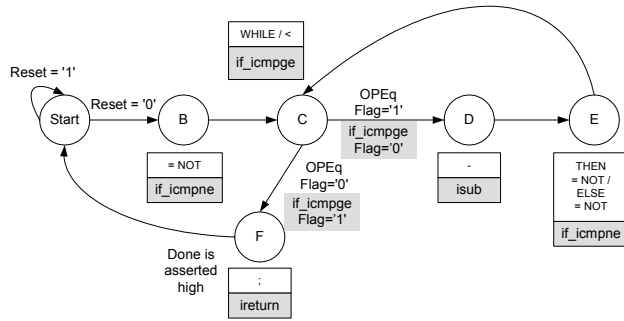 WHILE / <
if_icmpge
Reset = '1'
Start
Reset = '0'
B
= NOT
if_icmpne
C
OPEq
Flag='1'
if_icmpge
Flag='0'
D
-
isub
E
THEN
= NOT /
ELSE
= NOT
if_icmpne
OPEq
Flag='0'
if_icmpge
Flag='1'
F
Done is
asserted
high
;
ireturn